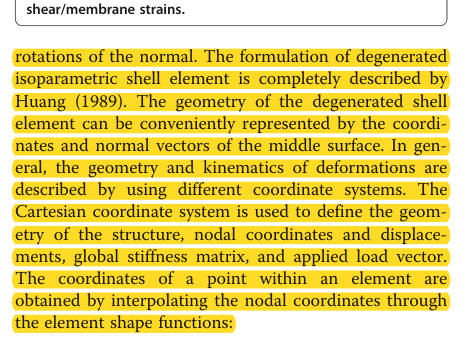 shear/membrane strains.
rotations of the normal. The formulation of degenerated
isoparametric shell element is completely described by
Huang (1989). The geometry of the degenerated shell
element can be conveniently represented by the coordi-
nates and normal vectors of the middle surface. In gen-
eral, the geometry and kinematics of deformations are
described by using different coordinate systems. The
Cartesian coordinate system is used to define the geom-
etry of the structure, nodal coordinates and displace-
ments, global stiffness matrix, and applied load vector.
The coordinates of a point within an element are
obtained by interpolating the nodal coordinates through
the element shape functions: